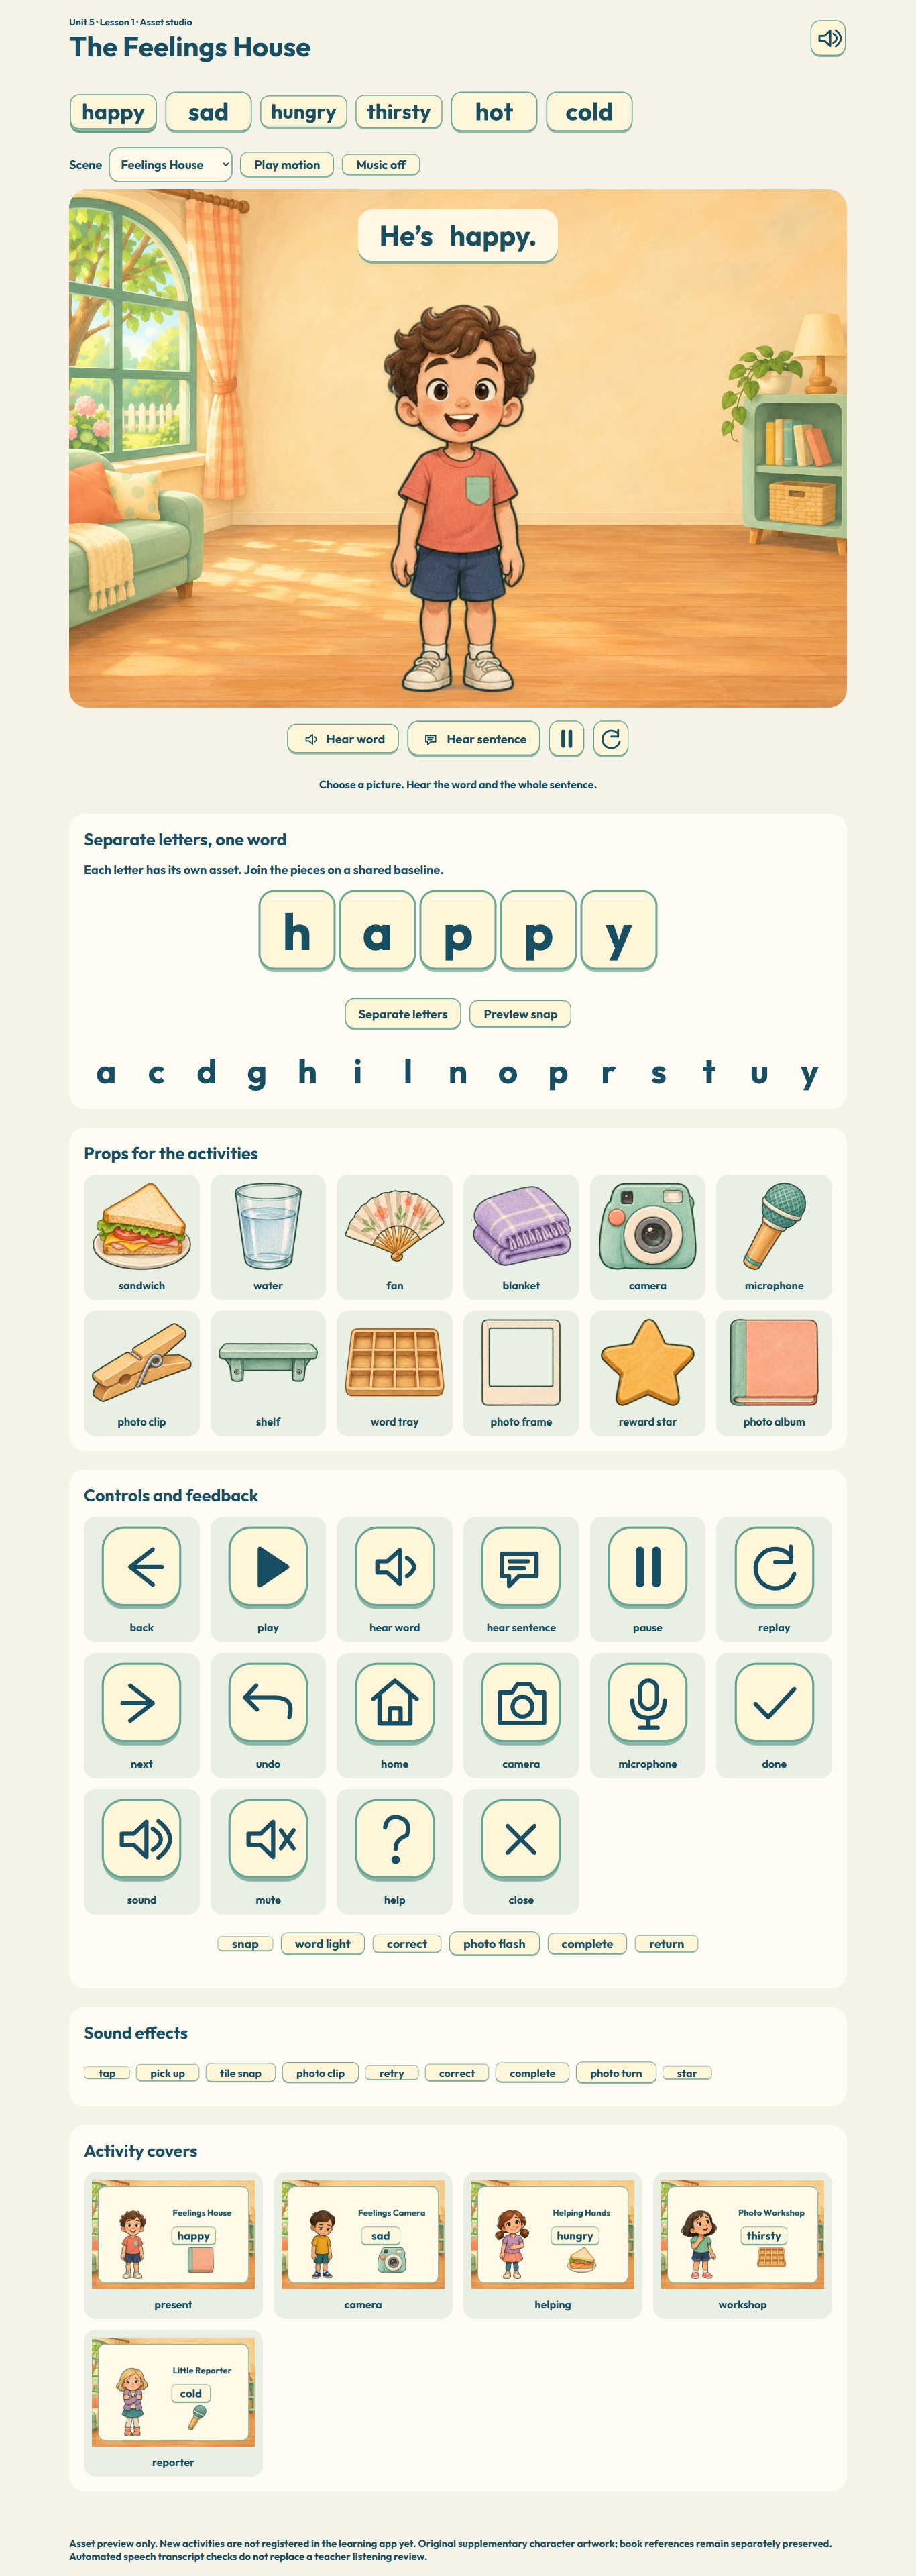 Unit 5 · Lesson 1 · Asset studio
The Feelings House
happy sad hungry thirsty hot cold
Scene Feelings House Play motion Music off
He’s happy.
Hear word Hear sentence
Choose a picture. Hear the word and the whole sentence.
Separate letters, one word
Each letter has its own asset. Join the pieces on a shared baseline.
h a p p y
Separate letters Preview snap
a c d g h i l n o p r s t u y
Props for the activities
sandwich water fan blanket camera microphone
photo clip shelf word tray photo frame reward star photo album
Controls and feedback
back play hear word hear sentence pause replay
next undo home camera microphone done
sound mute help close
snap word light correct photo flash complete return
Sound effects
tap pick up tile snap photo clip retry correct complete photo turn star
Activity covers
Feelings House
happy
present
Feelings Camera
sad
camera
Helping Hands
hungry
helping
Photo Workshop
thirsty
workshop
Little Reporter
cold
reporter
Asset preview only. New activities are not registered in the learning app yet. Original supplementary character artwork; book references remain separately preserved.
Automated speech transcript checks do not replace a teacher listening review.